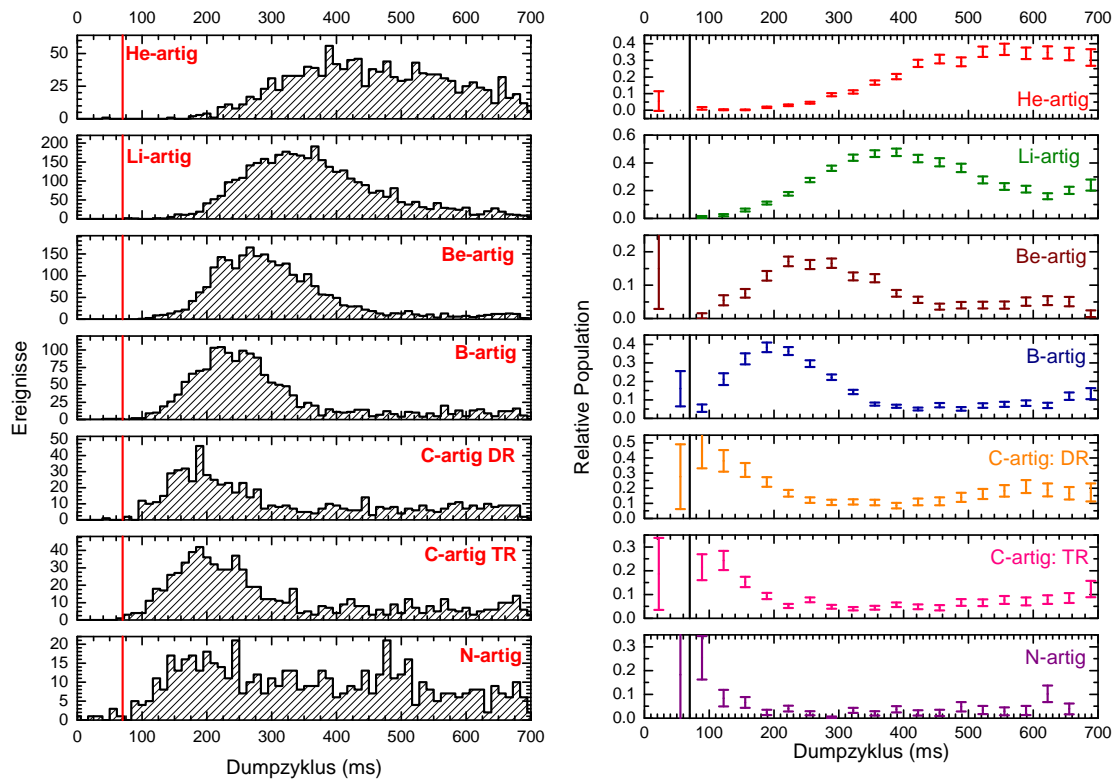 0 100 200 300 400 500 600 700
50
25
0
He-artig
200
150
100
50
0
Li-artig
150
100
50
0
Be-artig
100
75
50
25
0
B-artig
50
40
30
20
10
0
C-artig DR
40
30
20
10
0
C-artig TR
20
15
10
5
0
N-artig
0 100 200 300 400 500 600 700
Ereignisse
Dumpzyklus (ms)
0 100 200 300 400 500 600 700
0.4
0.3
0.2
0.1
0.0
He-artig
0.6
0.4
0.2
0.0
Li-artig
0.2
0.1
0.0
Be-artig
0.4
0.3
0.2
0.1
0.0
B-artig
0.5
0.4
0.3
0.2
0.1
0.0
C-artig: DR
0.3
0.2
0.1
0.0
C-artig: TR
0.3
0.2
0.1
0.0
N-artig
0 100 200 300 400 500 600 700
Relative Population
Dumpzyklus (ms)